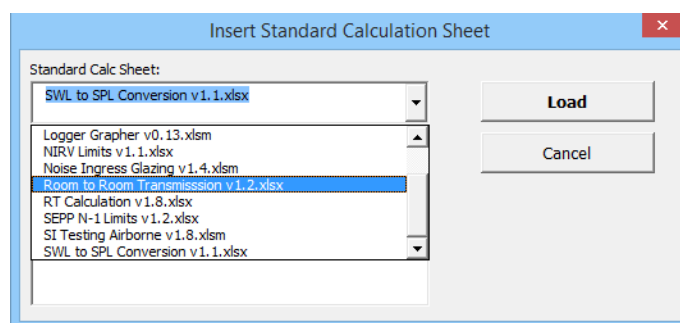 Insert Standard Calculation Sheet
Standard Calc Sheet:
SWL to SPL Conversion v1.1.xlsx
Load
Logger Grapher v0.13.xlsm
NIRV Limits v1.1.xlsx
Cancel
Noise Ingress Glazing v1.4.xlsm
Room to Room Transmisssion v1.2.xlsx
RT Calculation v1.8.xlsx
SEPP N-1 Limits v1.2.xlsx
SI Testing Airborne v1.8.xlsm
SWL to SPL Conversion v1.1.xlsx